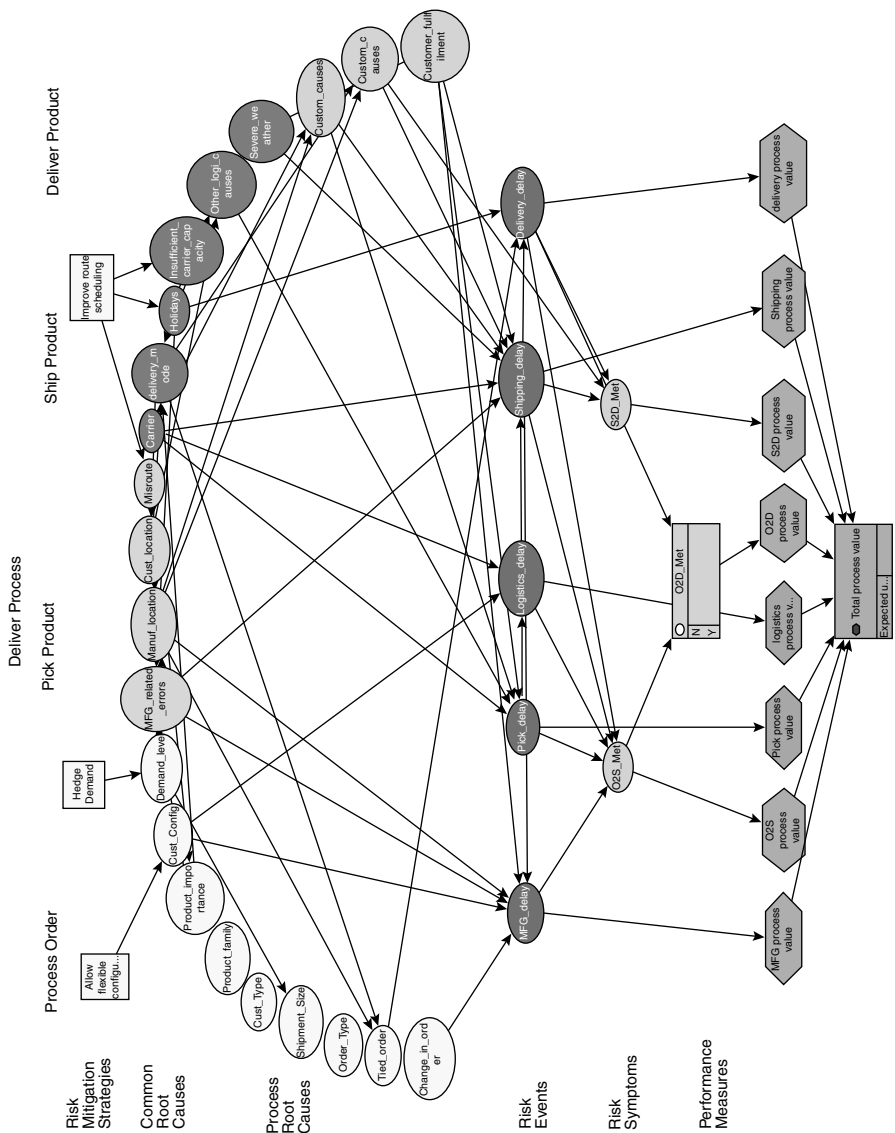 Deliver Process
Process Order
Pick Product
Ship Product
Deliver Product
Risk
Mitigation
Strategies
Allow
flexible
configu...
Hedge
Demand
Improve route
scheduling
Common
Root
Causes
Process
Root
Causes
Change_in_ord
er
Tied_order
Order_Type
Shipment_Size
Cust_Type
Product_family
Product_impo
rtance
Cust_Config
Demand_level
MFG_related
_errors
Manuf_location
Cust_location
Misroute
Carrier
delivery_m
ode
Holidays
Insufficient_
carrier_cap
acity
Other_logi_c
auses
Severe_we
ather
Custom_causes
Custom_c
auses
Customer_fullf
ilment
Risk
Events
MFG_delay
Pick_delay
Logistics_delay
Shipping_delay
Delivery_delay
Risk
Symptoms
O2S_Met
S2D_Met
O2D_Met
N
Y
Performance
Measures
MFG process
value
O2S
process
value
Pick process
value
logistics
process v...
O2D
process
value
S2D process
value
Shipping
process value
delivery process
value
Total process value
Expected u...